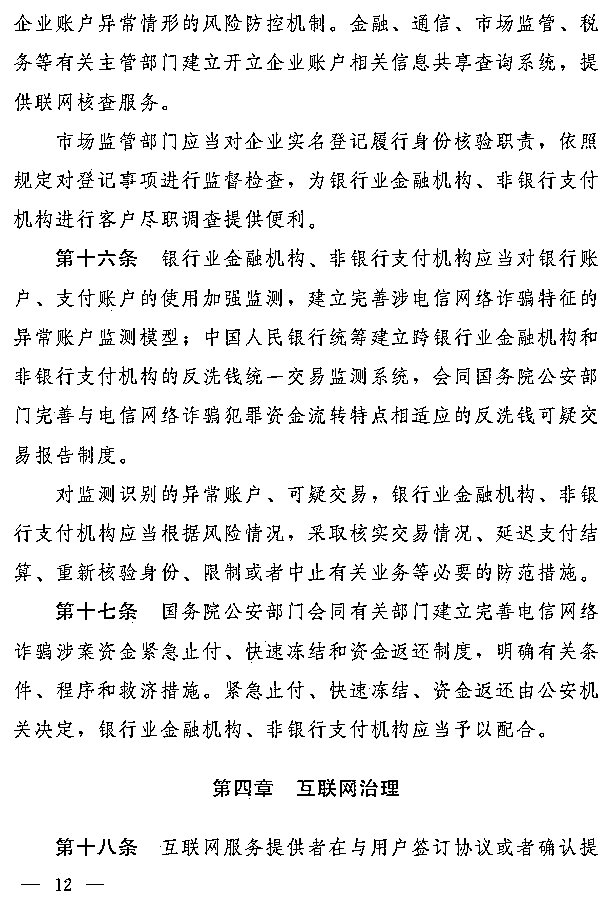 企业账户异常情形的风险防控机制。金融、通信、市场监管、税
务等有关主管部门建立开立企业账户相关信息共享查询系统，提
供联网核查服务。
市场监管部门应当对企业实名登记履行身份核验职责，依照
规定对登记事项进行监督检查，为银行业金融机构、非银行支付
机构进行客户尽职调查提供便利。
第十六条　银行业金融机构、非银行支付机构应当对银行账
户、支付账户的使用加强监测，建立完善涉电信网络诈骗特征的
异常账户监测模型；中国人民银行统筹建立跨银行业金融机构和
非银行支付机构的反洗钱统一交易监测系统，会同国务院公安部
门完善与电信网络诈骗犯罪资金流转特点相适应的反洗钱可疑交
易报告制度。
对监测识别的异常账户、可疑交易，银行业金融机构、非银
行支付机构应当根据风险情况，采取核实交易情况、延迟支付结
算、重新核验身份、限制或者中止有关业务等必要的防范措施。
第十七条　国务院公安部门会同有关部门建立完善电信网络
诈骗涉案资金紧急止付、快速冻结和资金返还制度，明确有关条
件、程序和救济措施。紧急止付、快速冻结、资金返还由公安机
关决定，银行业金融机构、非银行支付机构应当予以配合。
第四章　互联网治理
第十八条　互联网服务提供者在与用户签订协议或者确认提
— 12 —